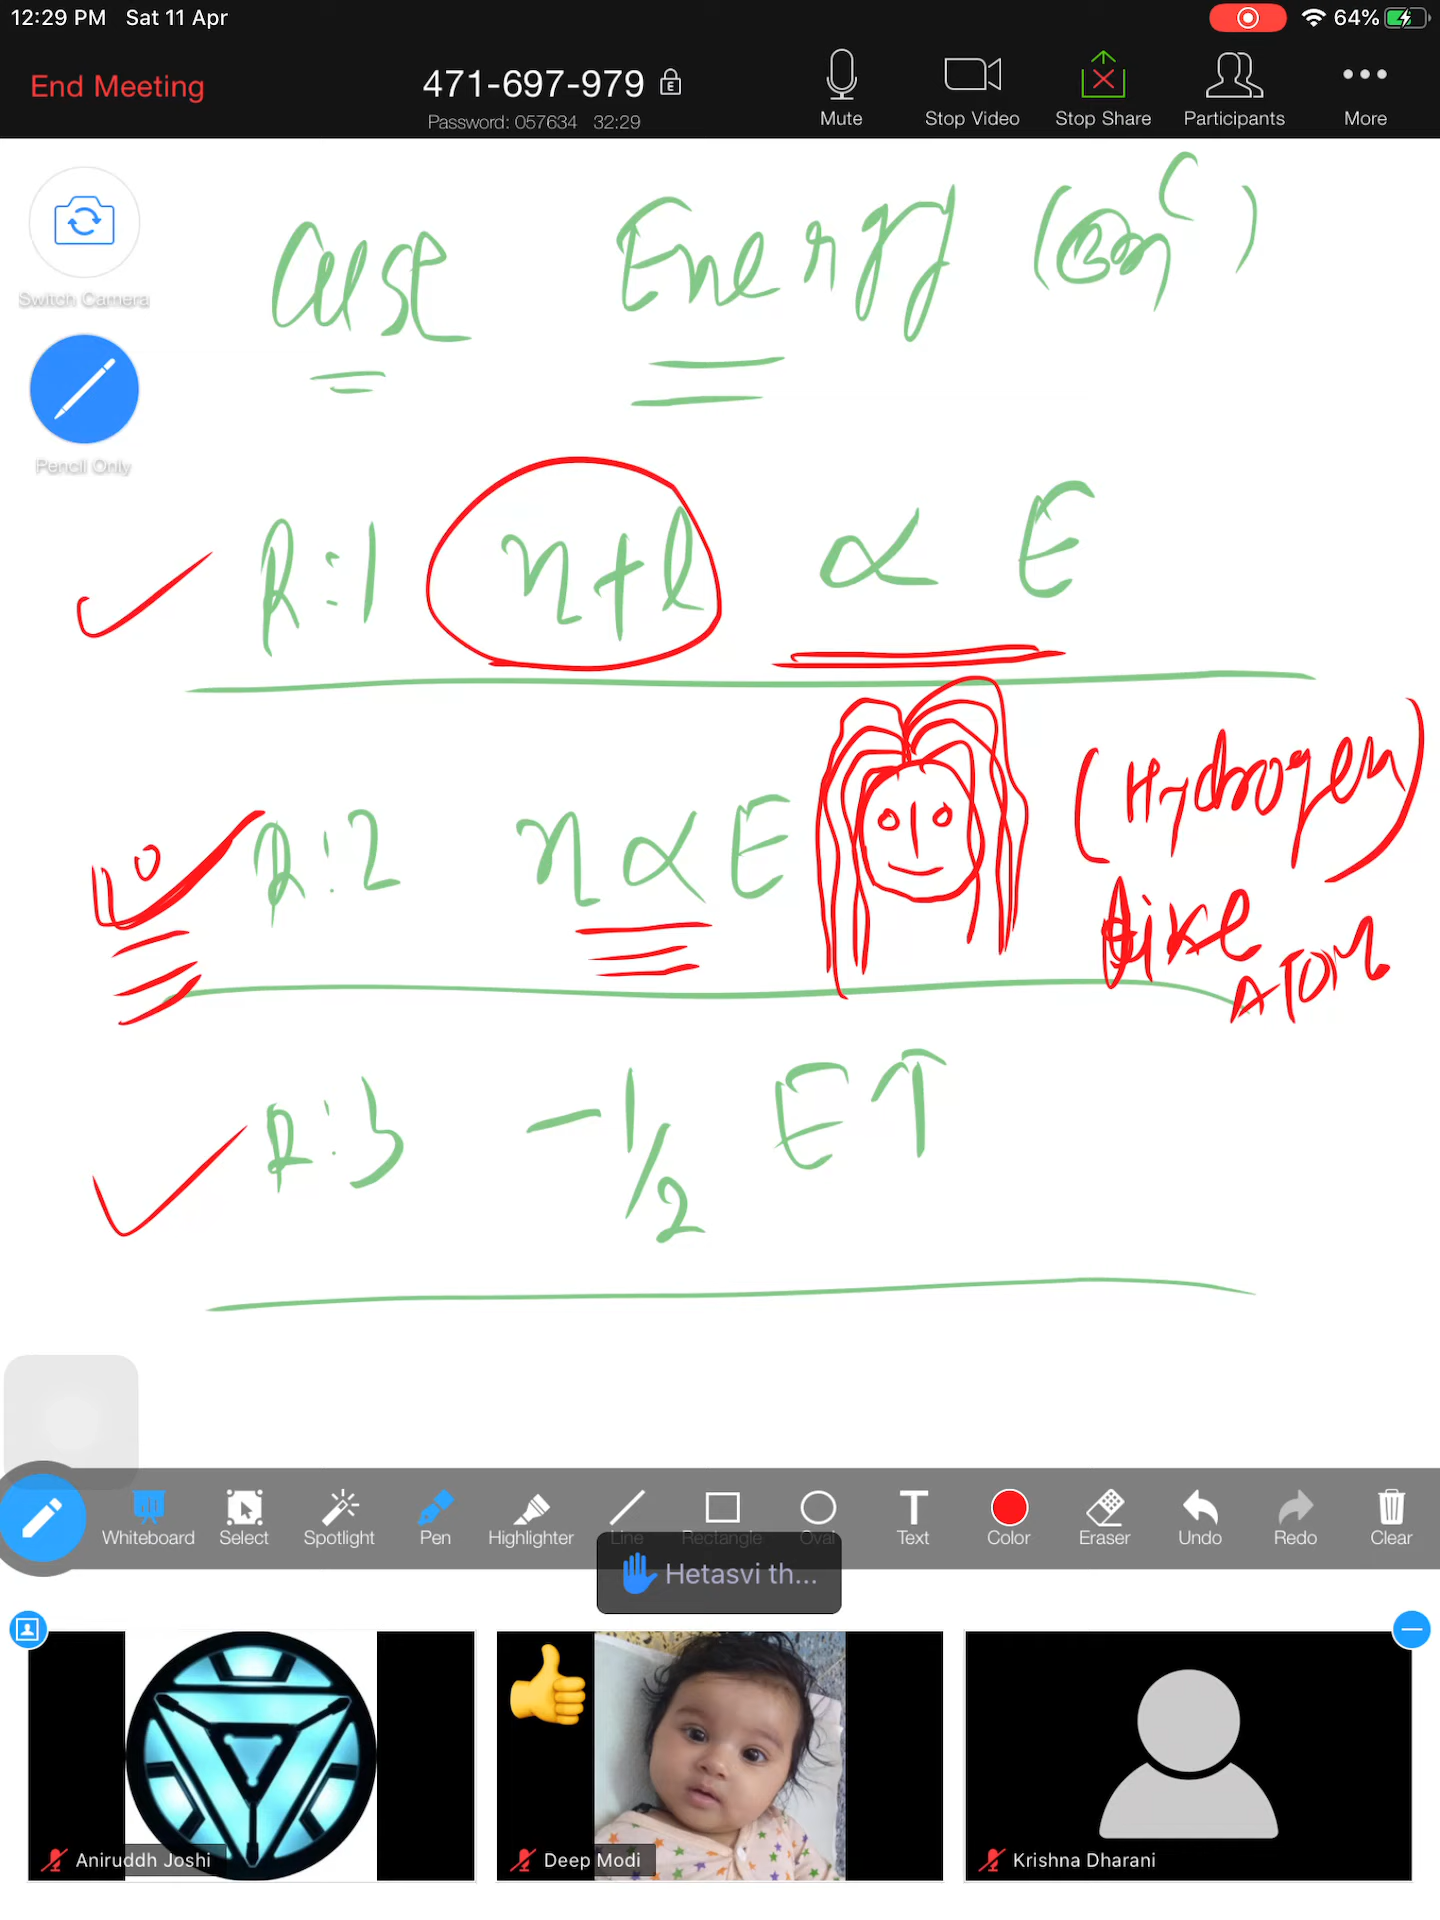 12:29 PM Sat 11 Apr 64%
End Meeting 471-697-979 E
Password: 057634 32:29
Mute Stop Video Stop Share Participants More
Switch Camera
Pencil Only
Energy
R:1 n+l ∝ E
R:2 n∝E (Hydrogen)
like
ATOM
R:3 -1/2 E↑
Whiteboard Select Spotlight Pen Highlighter Line Rectangle Oval T Text Color Eraser Undo Redo Clear
Hetasvi th...
Aniruddh Joshi Deep Modi Krishna Dharani